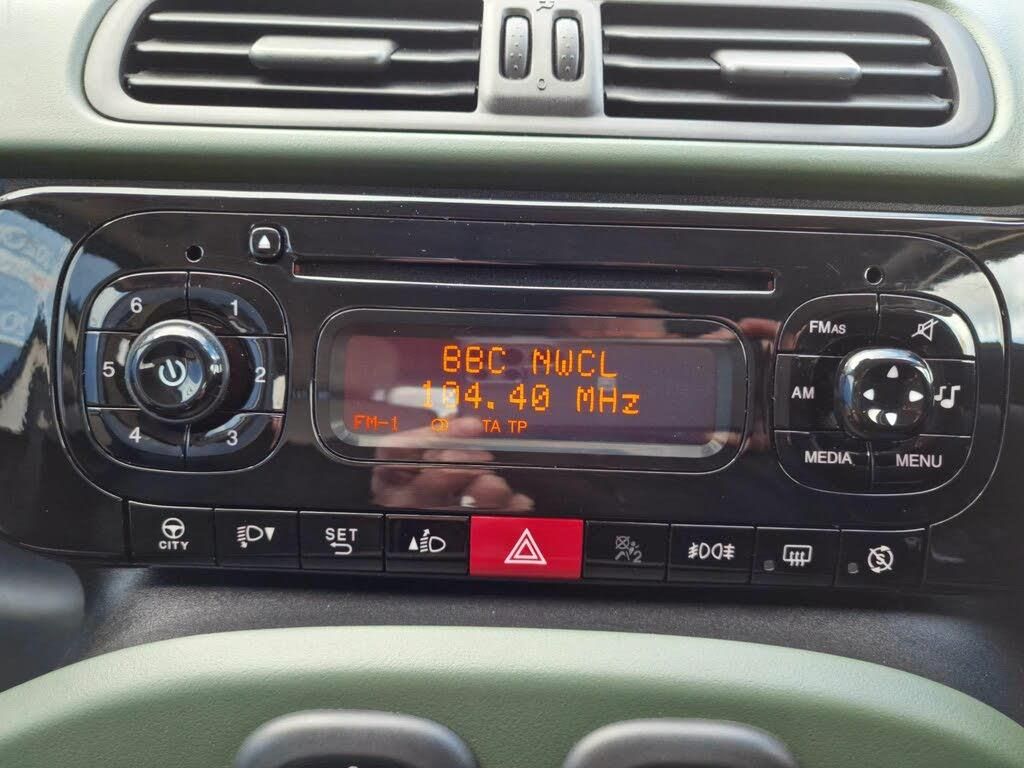 R
O
6
1
5
2
4
3
BBC NWCL
104.40 MHz
FM-1
TA TP
FMAS
AM
MEDIA
MENU
CITY
SET
2